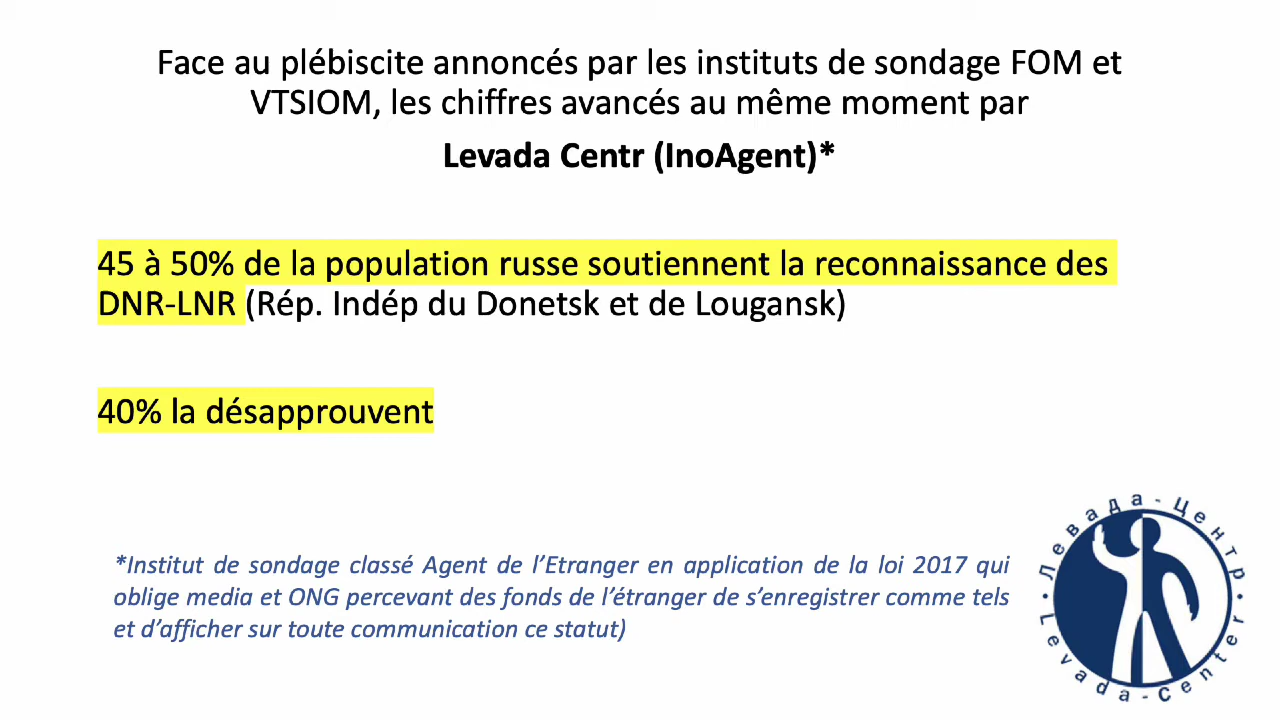 Face au plébiscite annoncés par les instituts de sondage FOM et
VTSIOM, les chiffres avancés au même moment par
Levada Centr (InoAgent)*
45 à 50% de la population russe soutiennent la reconnaissance des
DNR-LNR (Rép. Indép du Donetsk et de Lougansk)
40% la désapprouvent
*Institut de sondage classé Agent de l’Etranger en application de la loi 2017 qui
oblige media et ONG percevant des fonds de l’étranger de s’enregistrer comme tels
et d’afficher sur toute communication ce statut)
Левада-Центр
Levada-Center